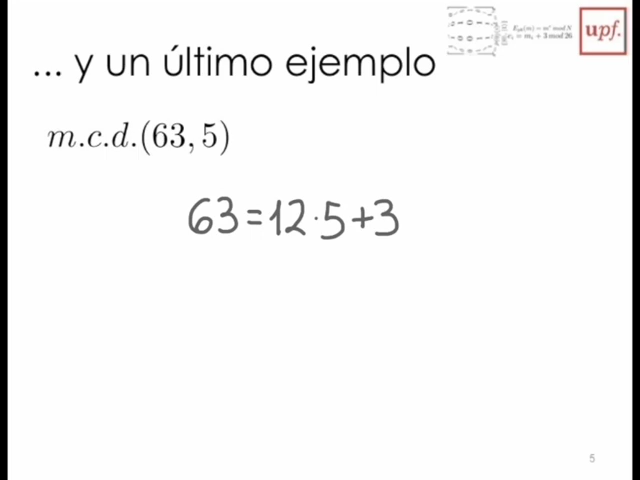 ... y un último ejemplo
upf.
m.c.d.(63, 5)
63=12·5+3
5